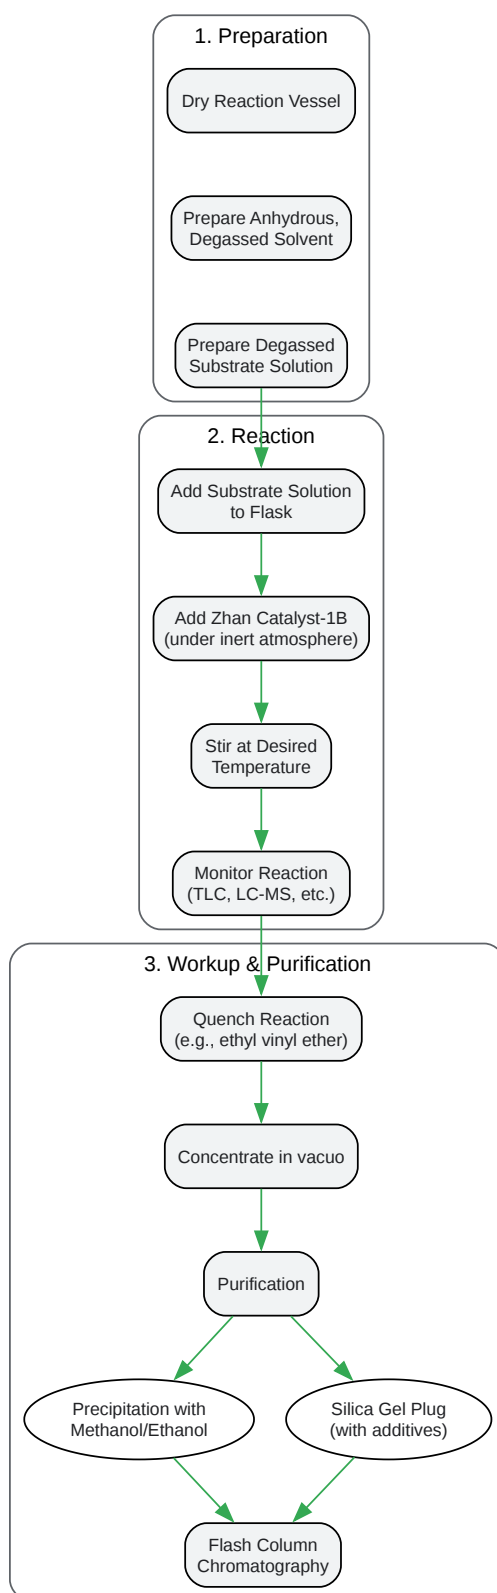 1. Preparation
Dry Reaction Vessel
Prepare Anhydrous,
Degassed Solvent
Prepare Degassed
Substrate Solution
2. Reaction
Add Substrate Solution
to Flask
Add Zhan Catalyst-1B
(under inert atmosphere)
Stir at Desired
Temperature
Monitor Reaction
(TLC, LC-MS, etc.)
3. Workup & Purification
Quench Reaction
(e.g., ethyl vinyl ether)
Concentrate in vacuo
Purification
Precipitation with
Methanol/Ethanol
Silica Gel Plug
(with additives)
Flash Column
Chromatography